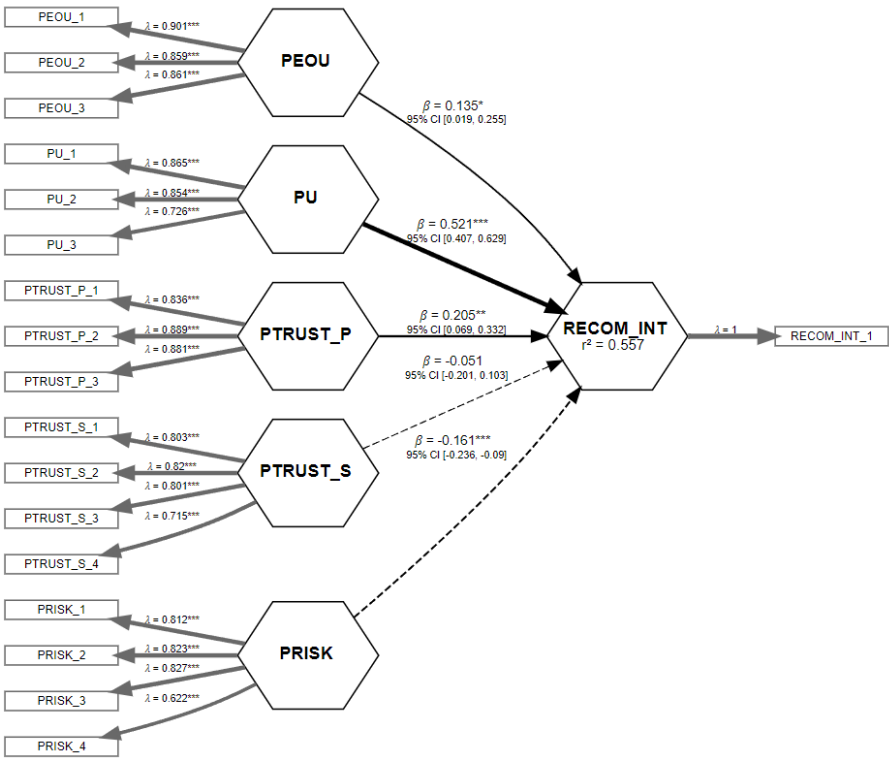 PEOU_1
λ = 0.901***
PEOU_2
λ = 0.859***
PEOU_3
λ = 0.861***
PEOU
β = 0.135*
95% CI [0.019, 0.255]
PU_1
λ = 0.865***
PU_2
λ = 0.854***
PU_3
λ = 0.726***
PU
β = 0.521***
95% CI [0.407, 0.629]
PTRUST_P_1
λ = 0.836***
PTRUST_P_2
λ = 0.889***
PTRUST_P_3
λ = 0.881***
PTRUST_P
β = 0.205**
95% CI [0.069, 0.332]
RECOM_INT
r² = 0.557
λ = 1
RECOM_INT_1
β = -0.051
95% CI [-0.201, 0.103]
PTRUST_S_1
λ = 0.803***
PTRUST_S_2
λ = 0.82***
PTRUST_S_3
λ = 0.801***
PTRUST_S_4
λ = 0.715***
PTRUST_S
β = -0.161***
95% CI [-0.236, -0.09]
PRISK_1
λ = 0.812***
PRISK_2
λ = 0.823***
PRISK_3
λ = 0.827***
PRISK_4
λ = 0.622***
PRISK